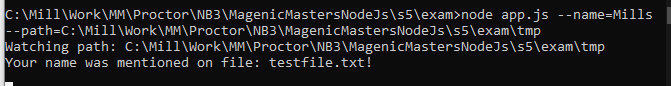 C:\Mill\Work\MM\Proctor\NB3\MagenicMastersNodeJs\s5\exam>node app.js --name=Mills
--path=C:\Mill\Work\MM\Proctor\NB3\MagenicMastersNodeJs\s5\exam\tmp
Watching path: C:\Mill\Work\MM\Proctor\NB3\MagenicMastersNodeJs\s5\exam\tmp
Your name was mentioned on file: testfile.txt!